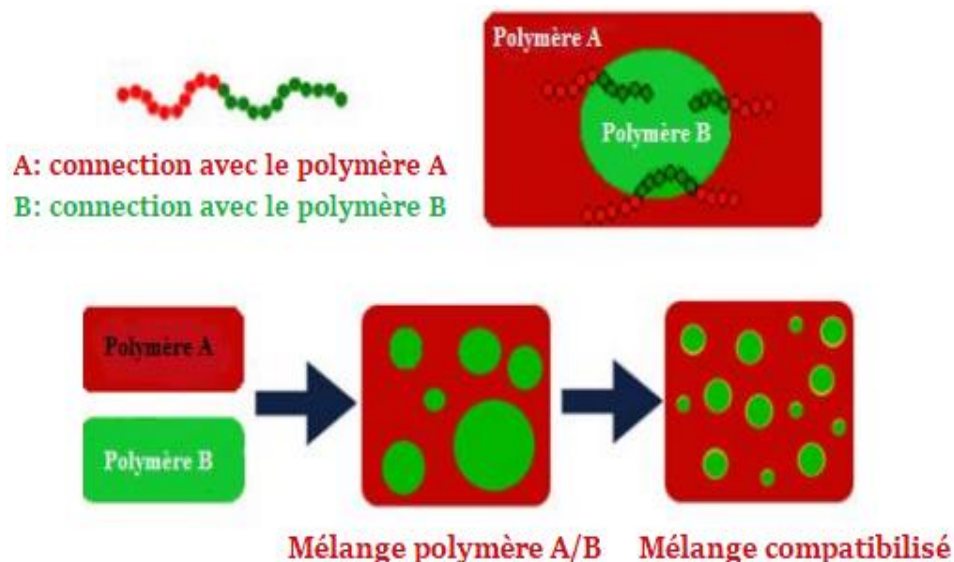 Polymère A
Polymère B
A: connection avec le polymère A
B: connection avec le polymère B
Polymère A
Polymère B
Mélange polymère A/B
Mélange compatibilisé